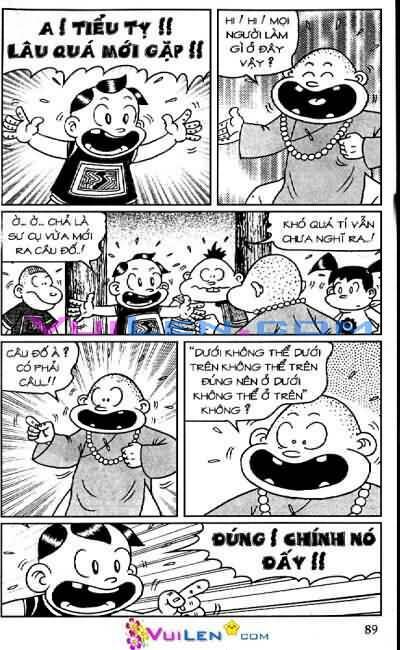 A! TIỂU TỴ!!
LÂU QUÁ MỚI GẶP!!
HI! HI! MỌI
NGƯỜI LÀM
GÌ Ở ĐÂY
VẬY?
Ờ.. Ờ.. CHẢ LÀ
SƯ CỤ VỪA MỚI
RA CÂU ĐỐ..!
KHÓ QUÁ TÍ VẪN
CHƯA NGHĨ RA..!
VUILEN.COM
CÂU ĐỐ À?
CÓ PHẢI
CÂU..!!
"DƯỚI KHÔNG THỂ DƯỚI
TRÊN KHÔNG THỂ TRÊN
ĐÚNG NÊN Ở DƯỚI
KHÔNG THỂ Ở TRÊN"
KHÔNG?
ĐÚNG! CHÍNH NÓ
ĐẤY!!
89
VUILEN.COM